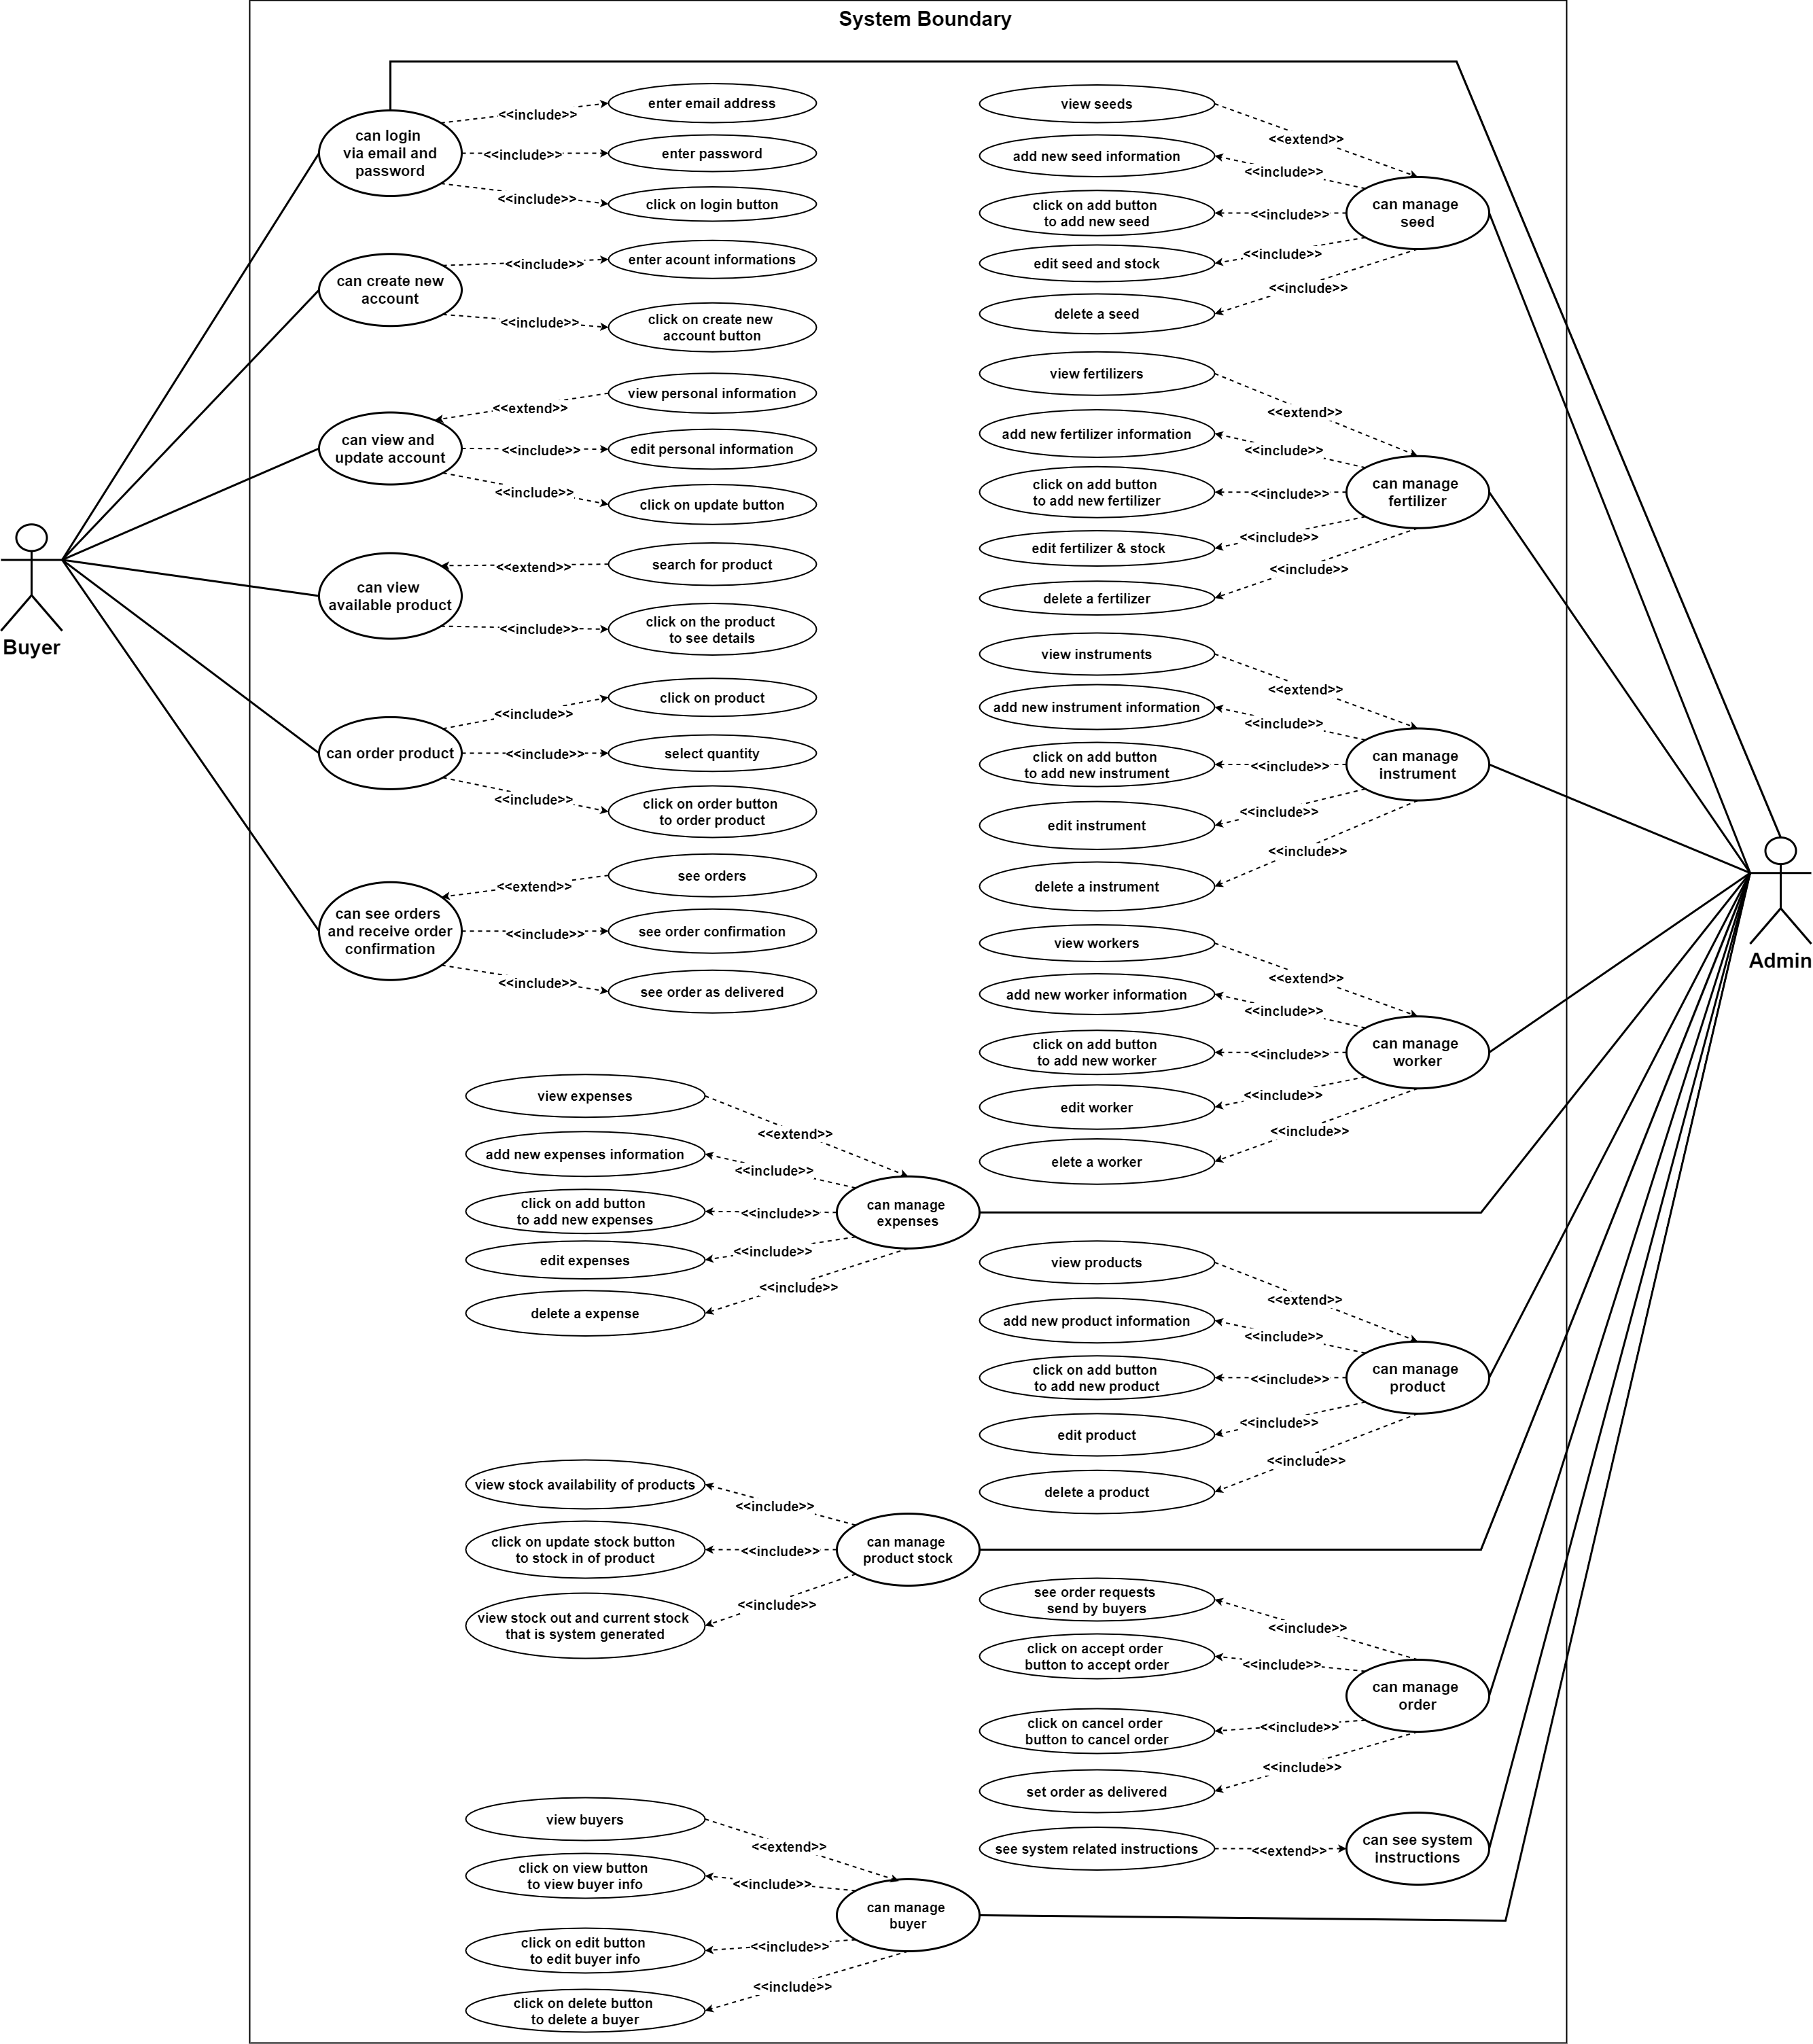 System Boundary
can login
via email and
password
<<include>>
enter email address
<<include>>
enter password
<<include>>
click on login button
can create new
account
<<include>>
enter acount informations
<<include>>
click on create new
account button
can view and
update account
<<extend>>
view personal information
<<include>>
edit personal information
<<include>>
click on update button
can view
available product
<<extend>>
search for product
<<include>>
click on the product
to see details
can order product
<<include>>
click on product
<<include>>
select quantity
<<include>>
click on order button
to order product
can see orders
and receive order
confirmation
<<extend>>
see orders
<<include>>
see order confirmation
<<include>>
see order as delivered
Buyer
view seeds
<<extend>>
add new seed information
<<include>>
click on add button
to add new seed
<<include>>
edit seed and stock
<<include>>
delete a seed
<<include>>
can manage
seed
view fertilizers
<<extend>>
add new fertilizer information
<<include>>
click on add button
to add new fertilizer
<<include>>
edit fertilizer & stock
<<include>>
delete a fertilizer
<<include>>
can manage
fertilizer
view instruments
<<extend>>
add new instrument information
<<include>>
click on add button
to add new instrument
<<include>>
edit instrument
<<include>>
delete a instrument
<<include>>
can manage
instrument
view workers
<<extend>>
add new worker information
<<include>>
click on add button
to add new worker
<<include>>
edit worker
<<include>>
elete a worker
<<include>>
can manage
worker
Admin
view expenses
<<extend>>
add new expenses information
<<include>>
click on add button
to add new expenses
<<include>>
edit expenses
<<include>>
delete a expense
<<include>>
can manage
expenses
view products
<<extend>>
add new product information
<<include>>
click on add button
to add new product
<<include>>
edit product
<<include>>
delete a product
<<include>>
can manage
product
view stock availability of products
<<include>>
click on update stock button
to stock in of product
<<include>>
view stock out and current stock
that is system generated
<<include>>
can manage
product stock
see order requests
send by buyers
<<include>>
click on accept order
button to accept order
<<include>>
click on cancel order
button to cancel order
<<include>>
set order as delivered
<<include>>
can manage
order
see system related instructions
<<extend>>
can see system
instructions
view buyers
<<extend>>
click on view button
to view buyer info
<<include>>
click on edit button
to edit buyer info
<<include>>
click on delete button
to delete a buyer
<<include>>
can manage
buyer